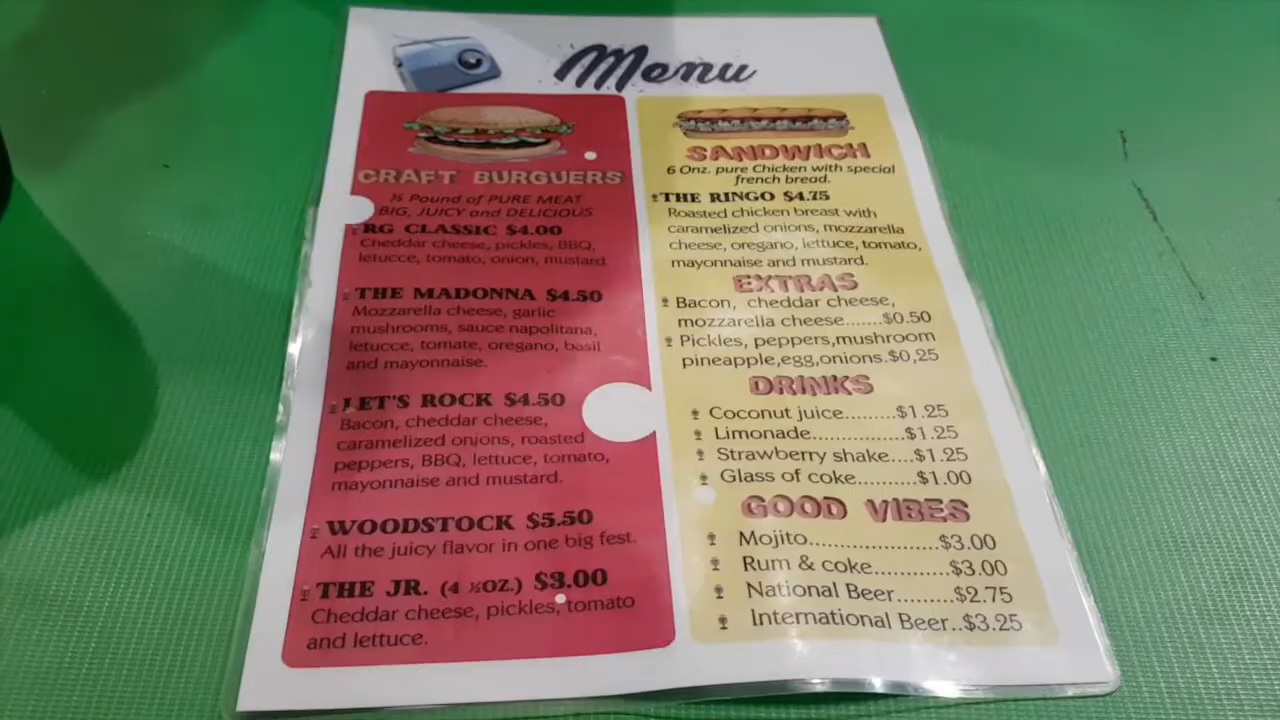 Menu
CRAFT BURGUERS
⅓ Pound of PURE MEAT
BIG, JUICY and DELICIOUS
RG CLASSIC $4.00
Cheddar cheese, pickles, BBQ,
letucce, tomato, onion, mustard
THE MADONNA $4.50
Mozzarella cheese, garlic
mushrooms, sauce napolitana,
letucce, tomate, oregano, basil
and mayonnaise.
LET'S ROCK $4.50
Bacon, cheddar cheese,
caramelized onions, roasted
peppers, BBQ, lettuce, tomato,
mayonnaise and mustard.
WOODSTOCK $5.50
All the juicy flavor in one big fest.
THE JR. (4 ½OZ.) $3.00
Cheddar cheese, pickles, tomato
and lettuce.
SANDWICH
6 Onz. pure Chicken with special
french bread.
THE RINGO $4.75
Roasted chicken breast with
caramelized onions, mozzarella
cheese, oregano, lettuce, tomato,
mayonnaise and mustard.
EXTRAS
Bacon, cheddar cheese,
mozzarella cheese.......$0.50
Pickles, peppers,mushroom
pineapple,egg,onions.$0,25
DRINKS
Coconut juice.........$1.25
Limonade................$1.25
Strawberry shake....$1.25
Glass of coke..........$1.00
GOOD VIBES
Mojito......................$3.00
Rum & coke............$3.00
National Beer.........$2.75
International Beer..$3.25